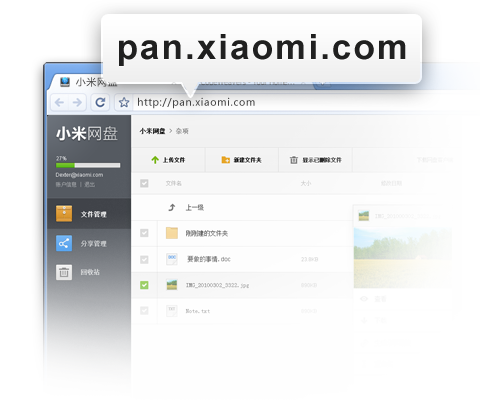 pan.xiaomi.com
小米网盘
http://pan.xiaomi.com
小米网盘
小米网盘 > 杂项
27%
Dexter@xiaomi.com
账户信息 | 退出
上传文件 新建文件夹 显示已删除文件
文件名 大小
文件管理
上一级
分享管理
刚刚建的文件夹
回收站
要做的事情.doc
IMG_20100302_5022.jpg
Note.txt